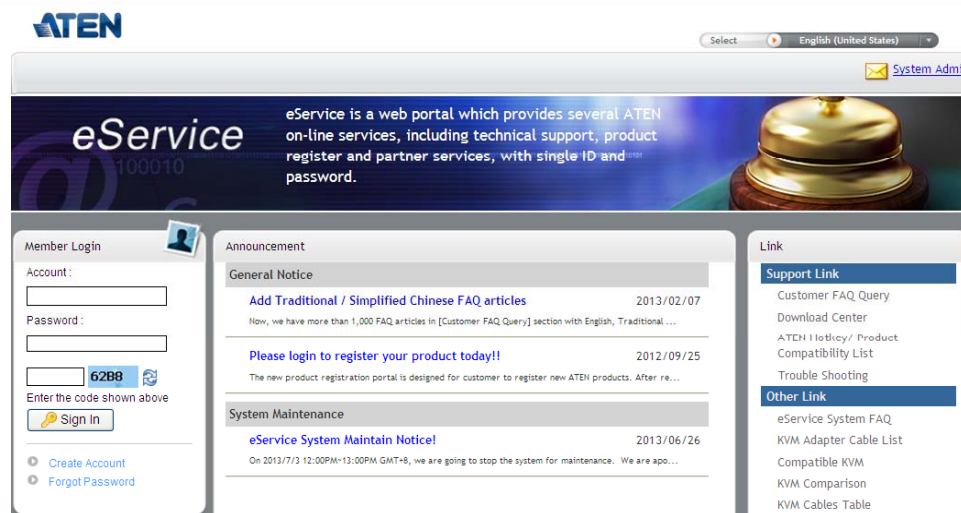 ATEN
Select
English (United States)
System Admi
eService
100010
eService is a web portal which provides several ATEN
on-line services, including technical support, product
register and partner services, with single ID and
password.
Member Login
Account :
Password :
62B8
Enter the code shown above
Sign In
Create Account
Forgot Password
Announcement
General Notice
Add Traditional / Simplified Chinese FAQ articles 2013/02/07
Now, we have more than 1,000 FAQ articles in [Customer FAQ Query] section with English, Traditional ...
Please login to register your product today!! 2012/09/25
The new product registration portal is designed for customer to register new ATEN products. After re...
System Maintenance
eService System Maintain Notice! 2013/06/26
On 2013/7/3 12:00PM~13:00PM GMT+8, we are going to stop the system for maintenance. We are apo...
Link
Support Link
Customer FAQ Query
Download Center
ATEN Hotkey/ Product
Compatibility List
Trouble Shooting
Other Link
eService System FAQ
KVM Adapter Cable List
Compatible KVM
KVM Comparison
KVM Cables Table